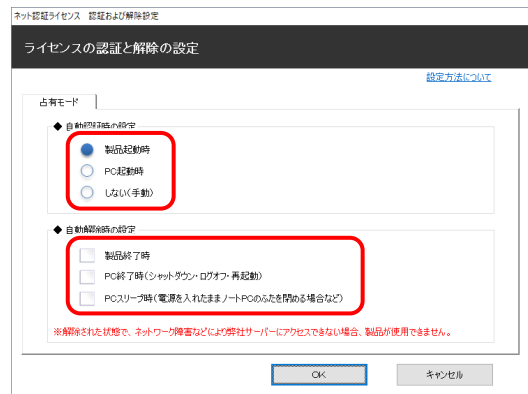 ネット認証ライセンス 認証および解除設定
ライセンスの認証と解除の設定
設定方法について
占有モード
◆ 自動認証時の設定
製品起動時
PC起動時
しない(手動)
◆ 自動解除時の設定
製品終了時
PC終了時(シャットダウン・ログオフ・再起動)
PCスリープ時(電源を入れたままノートPCのふたを閉める場合など)
※解除された状態で、ネットワーク障害などにより弊社サーバーにアクセスできない場合、製品が使用できません。
OK
キャンセル